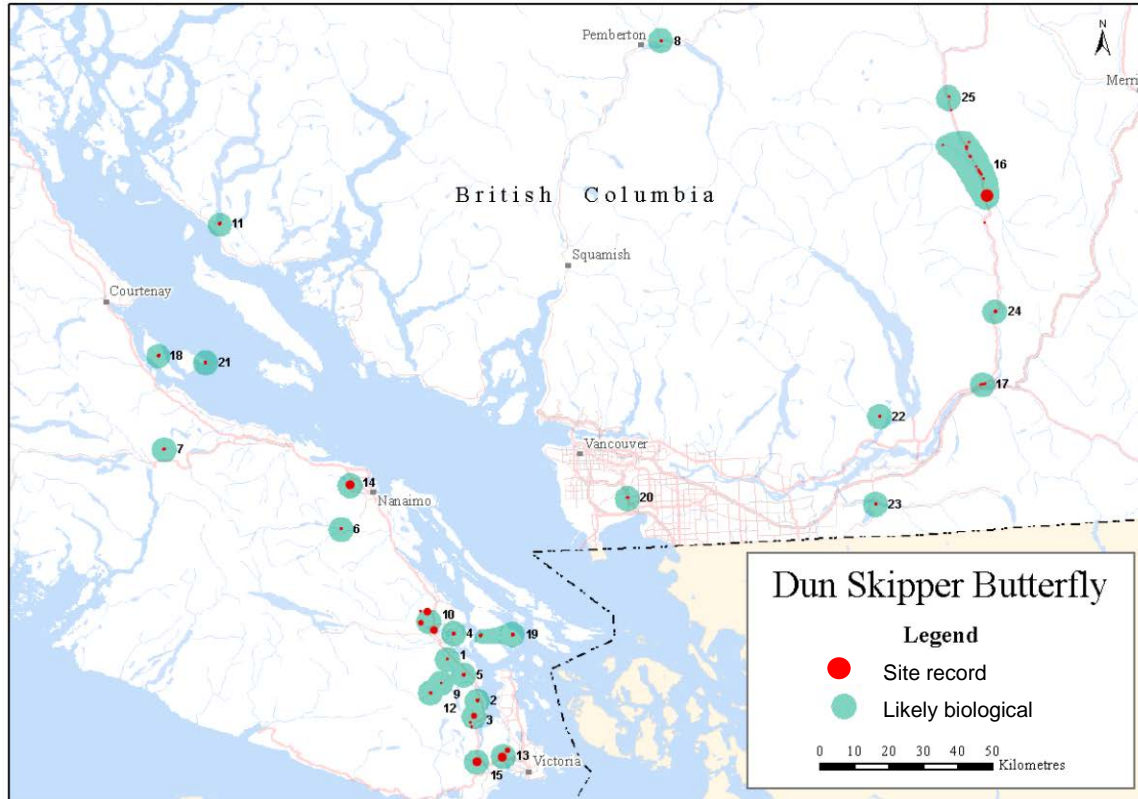 Pemberton
8
N
Merri
25
16
British Columbia
11
Squamish
Courtenay
24
18
21
17
22
7
Vancouver
14
Nanaimo
20
23
6
Dun Skipper Butterfly
Legend
Site record
Likely biological
0 10 20 30 40 50
Kilometres
10
4
19
1
5
9
2
12
3
13
Victoria
15